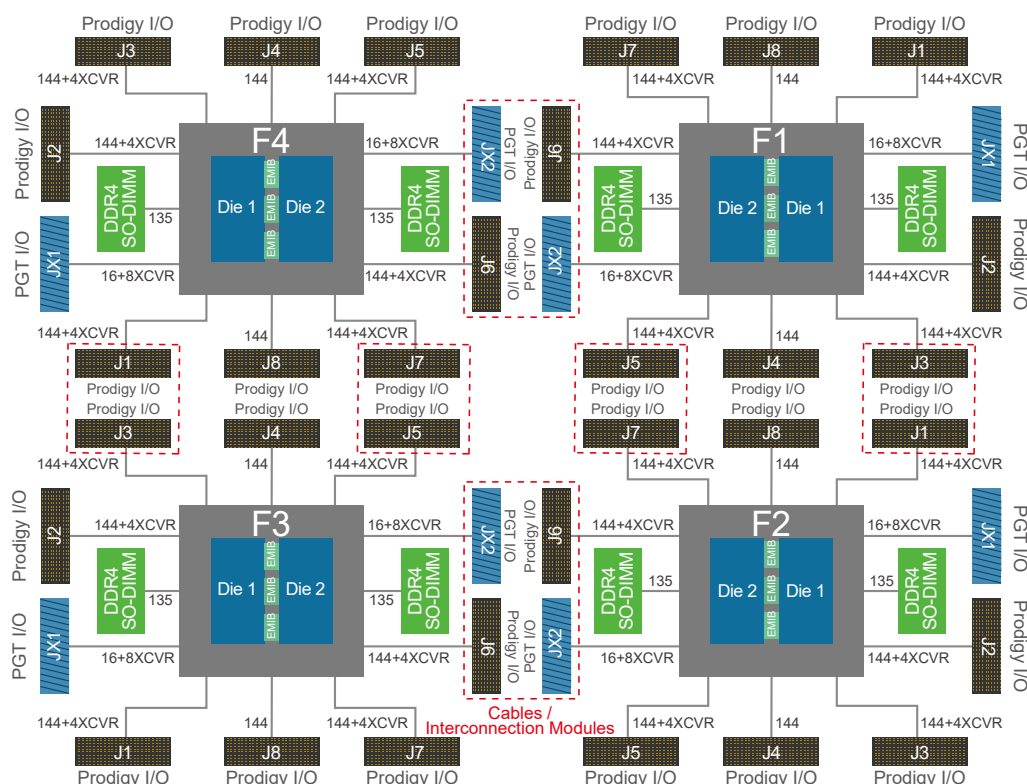 Prodigy I/O
Prodigy I/O
Prodigy I/O
Prodigy I/O
Prodigy I/O
Prodigy I/O
J3
J4
J5
J7
J8
J1
144+4XCVR
144
144+4XCVR
144+4XCVR
144
144+4XCVR
Prodigy I/O
J2
144+4XCVR
F4
16+8XCVR
JX2
PGT I/O
Prodigy I/O
J6
144+4XCVR
F1
16+8XCVR
JX1
PGT I/O
DDR4
SO-DIMM
135
Die 1
EMIB
EMIB
EMIB
Die 2
135
DDR4
SO-DIMM
DDR4
SO-DIMM
135
Die 2
EMIB
EMIB
EMIB
Die 1
135
DDR4
SO-DIMM
PGT I/O
JX1
16+8XCVR
144+4XCVR
J6
Prodigy I/O
PGT I/O
JX2
16+8XCVR
144+4XCVR
J2
Prodigy I/O
144+4XCVR
144
144+4XCVR
144+4XCVR
144
144+4XCVR
J1
J8
J7
J5
J4
J3
Prodigy I/O
Prodigy I/O
Prodigy I/O
Prodigy I/O
Prodigy I/O
Prodigy I/O
Prodigy I/O
Prodigy I/O
Prodigy I/O
Prodigy I/O
Prodigy I/O
Prodigy I/O
J3
J4
J5
J7
J8
J1
144+4XCVR
144
144+4XCVR
144+4XCVR
144
144+4XCVR
Prodigy I/O
J2
144+4XCVR
F3
16+8XCVR
JX2
PGT I/O
Prodigy I/O
J6
144+4XCVR
F2
16+8XCVR
JX1
PGT I/O
DDR4
SO-DIMM
135
Die 1
EMIB
EMIB
EMIB
Die 2
135
DDR4
SO-DIMM
DDR4
SO-DIMM
135
Die 2
EMIB
EMIB
EMIB
Die 1
135
DDR4
SO-DIMM
PGT I/O
JX1
16+8XCVR
144+4XCVR
J6
Prodigy I/O
PGT I/O
JX2
16+8XCVR
144+4XCVR
J2
Prodigy I/O
Cables /
Interconnection Modules
144+4XCVR
144
144+4XCVR
144+4XCVR
144
144+4XCVR
J1
J8
J7
J5
J4
J3
Prodigy I/O
Prodigy I/O
Prodigy I/O
Prodigy I/O
Prodigy I/O
Prodigy I/O